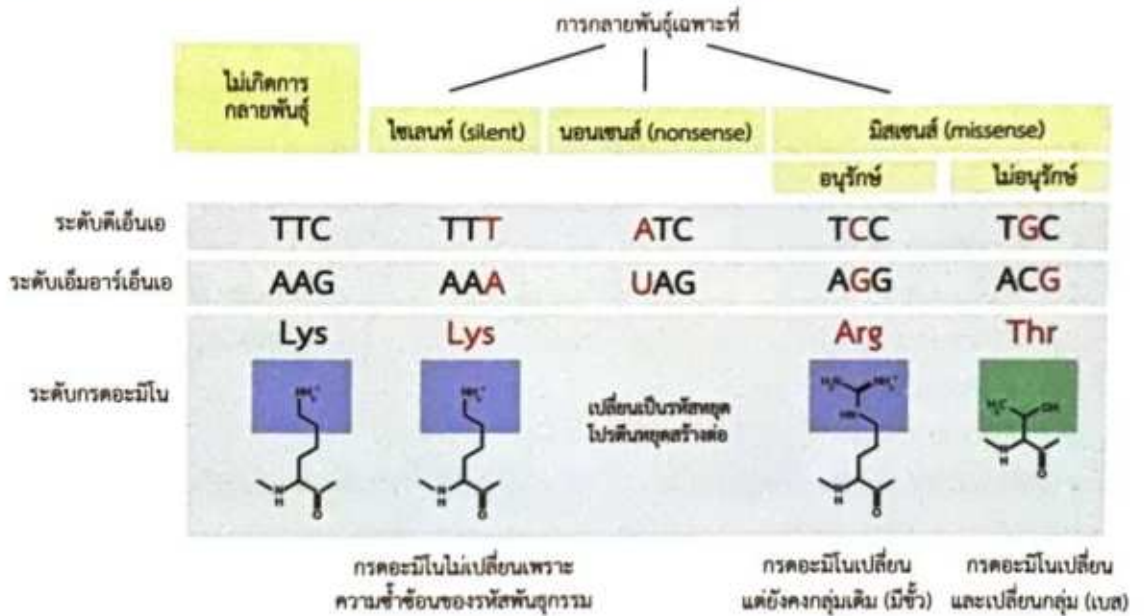 การกลายพันธุ์เฉพาะที่
ไม่เกิดการ
กลายพันธุ์
ไซเลนท์ (silent)
นอนเซนส์ (nonsense)
มิสเซนส์ (missense)
อนุรักษ์
ไม่อนุรักษ์
ระดับดีเอ็นเอ
TTC
TTT
ATC
TCC
TGC
ระดับเอ็มอาร์เอ็นเอ
AAG
AAA
UAG
AGG
ACG
Lys
Lys
Arg
Thr
ระดับกรดอะมิโน
NH₃⁺
NH₃⁺
H₂N
NH₂⁺
HN
H₃C
OH
เปลี่ยนเป็นรหัสหยุด
โปรตีนหยุดสร้างต่อ
N
H
O
N
H
O
N
H
O
N
H
O
กรดอะมิโนไม่เปลี่ยนเพราะ
ความซ้ำซ้อนของรหัสพันธุกรรม
กรดอะมิโนเปลี่ยน
แต่ยังคงกลุ่มเดิม (มีขั้ว)
กรดอะมิโนเปลี่ยน
และเปลี่ยนกลุ่ม (เบส)